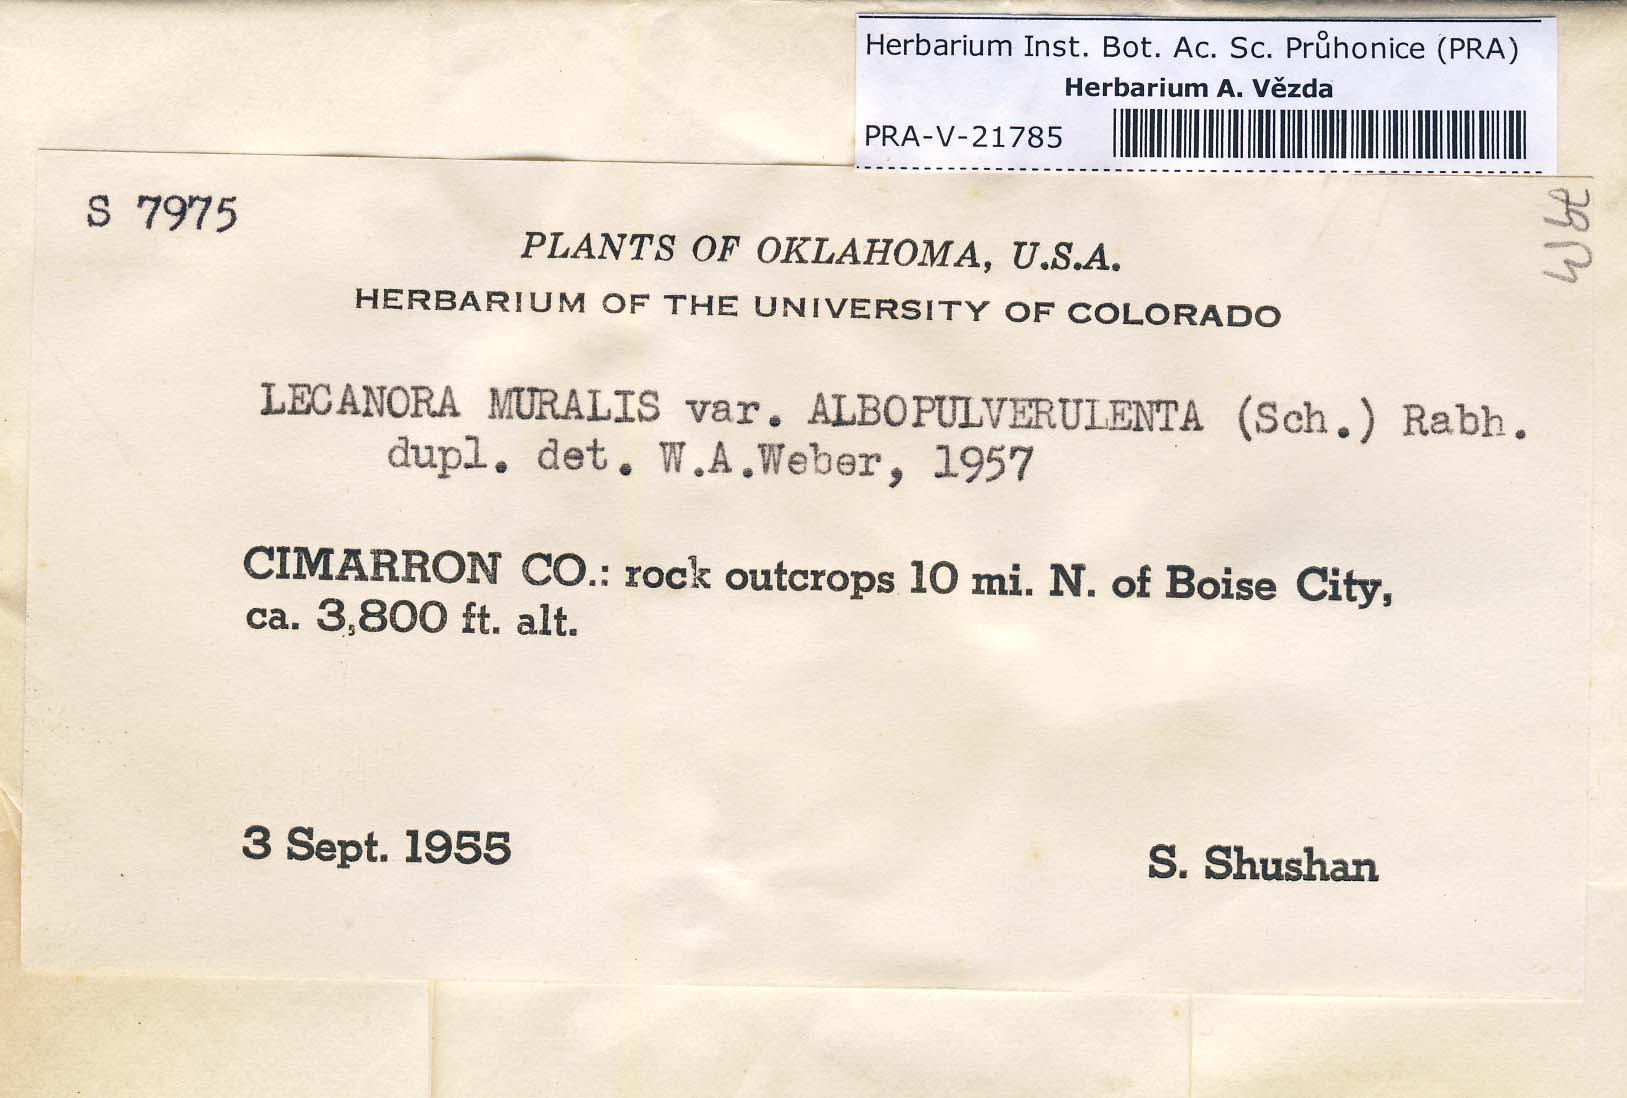 Herbarium Inst. Bot. Ac. Sc. Průhonice (PRA)
Herbarium A. Vězda
PRA-V-21785
S 7975
PLANTS OF OKLAHOMA, U.S.A.
HERBARIUM OF THE UNIVERSITY OF COLORADO
LECANORA MURALIS var. ALBOPULVERULENTA (Sch.) Rabh.
dupl. det. W.A.Weber, 1957
CIMARRON CO.: rock outcrops 10 mi. N. of Boise City,
ca. 3,800 ft. alt.
3 Sept. 1955
S. Shushan